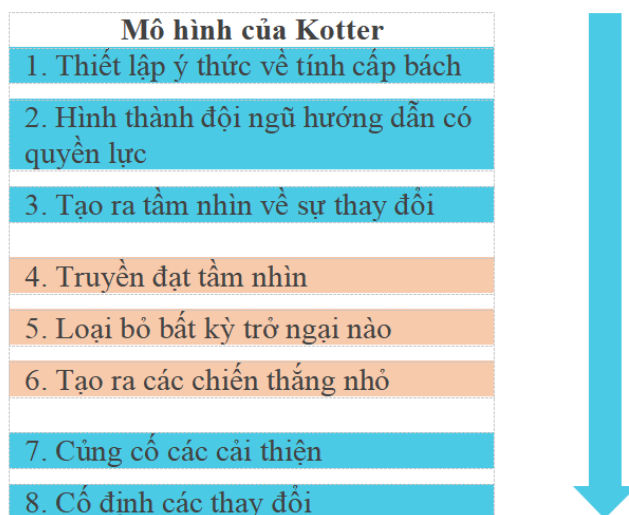 Mô hình của Kotter
1. Thiết lập ý thức về tính cấp bách
2. Hình thành đội ngũ hướng dẫn có
quyền lực
3. Tạo ra tầm nhìn về sự thay đổi
4. Truyền đạt tầm nhìn
5. Loại bỏ bất kỳ trở ngại nào
6. Tạo ra các chiến thắng nhỏ
7. Củng cố các cải thiện
8. Cố định các thay đổi